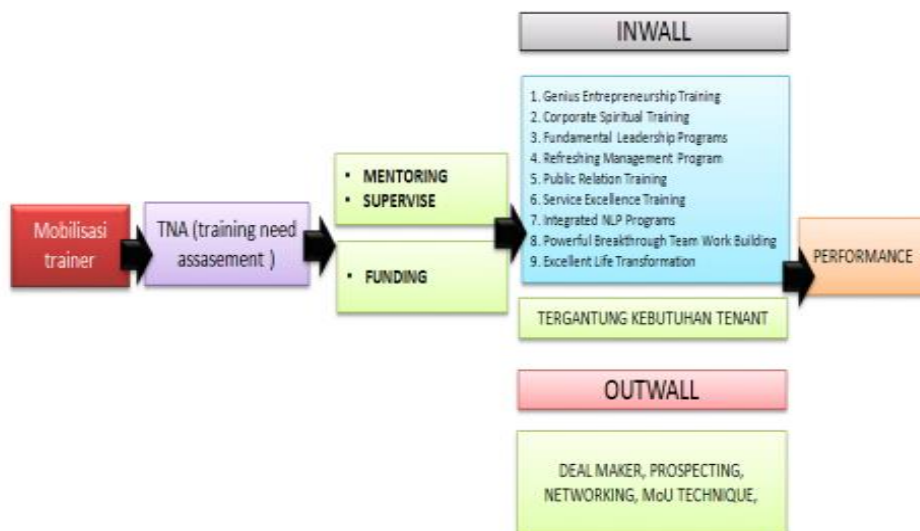 Mobilisasi
trainer
TNA (training need
assasement )
• MENTORING
• SUPERVISE
• FUNDING
INWALL
1. Genius Entrepreneurship Training
2. Corporate Spiritual Training
3. Fundamental Leadership Programs
4. Refreshing Management Program
5. Public Relation Training
6. Service Excellence Training
7. Integrated NLP Programs
8. Powerful Breakthrough Team Work Building
9. Excellent Life Transformation
TERGANTUNG KEBUTUHAN TENANT
OUTWALL
DEAL MAKER, PROSPECTING,
NETWORKING, MoU TECHNIQUE,
PERFORMANCE